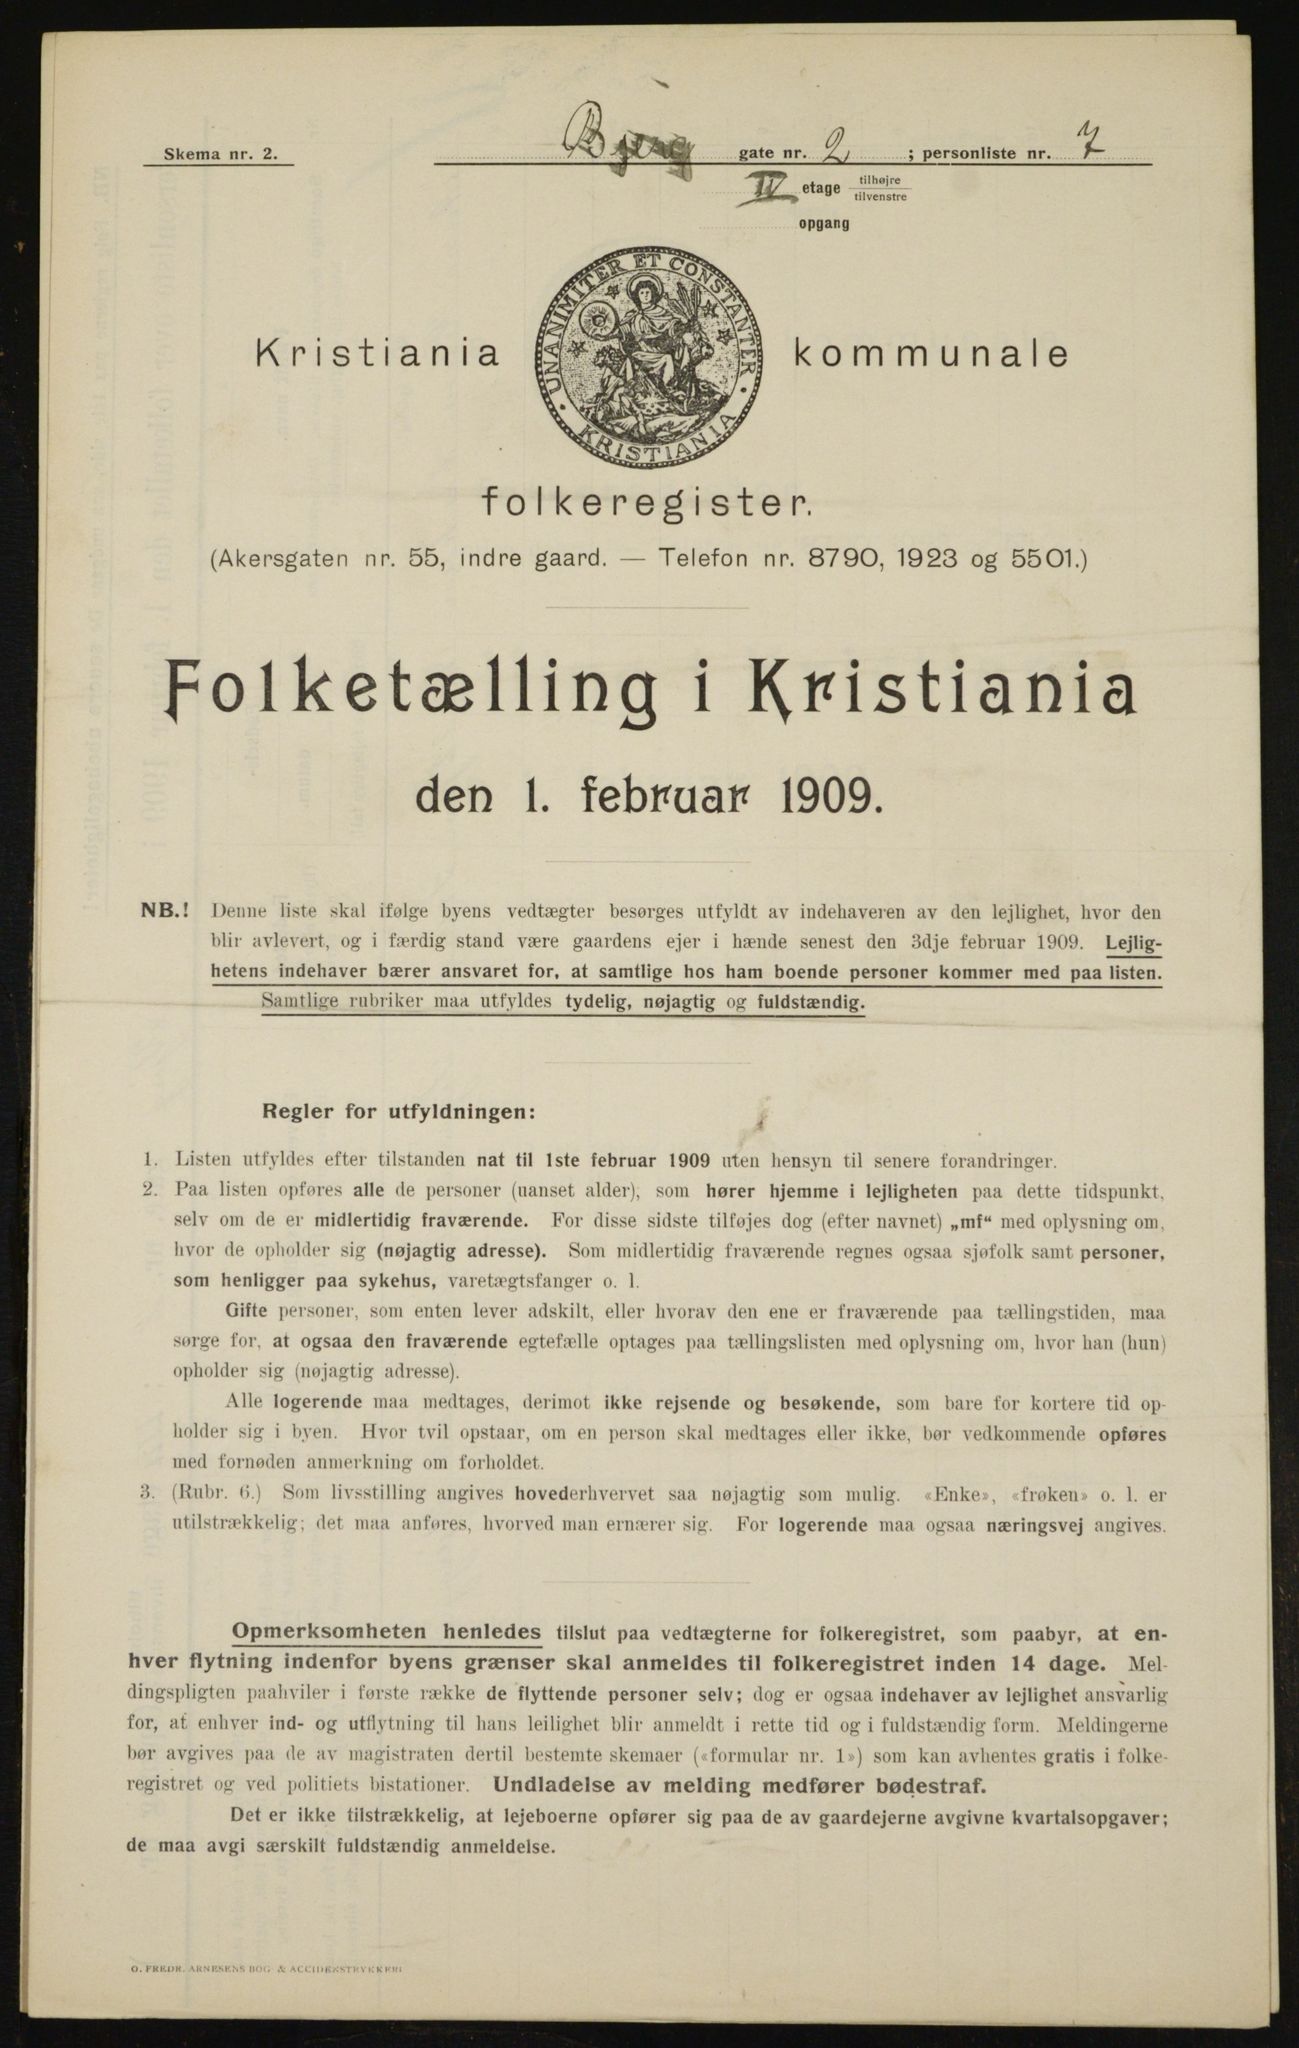 Skema nr. 2.
gate nr. 2 ; personliste nr. 7
IV etage tilhøjre
tilvenstre
opgang
UNANIMITER ET CONSTANTER
KRISTIANIA
Kristiania kommunale
folkeregister.
(Akersgaten nr. 55, indre gaard. — Telefon nr. 8790, 1923 og 5501.)
Folketælling i Kristiania
den 1. februar 1909.
NB.! Denne liste skal ifølge byens vedtægter besørges utfyldt av indehaveren av den lejlighet, hvor den
blir avlevert, og i færdig stand være gaardens ejer i hænde senest den 3dje februar 1909. Lejlig-
hetens indehaver bærer ansvaret for, at samtlige hos ham boende personer kommer med paa listen.
Samtlige rubriker maa utfyldes tydelig, nøjagtig og fuldstændig.
Regler for utfyldningen:
1. Listen utfyldes efter tilstanden nat til 1ste februar 1909 uten hensyn til senere forandringer.
2. Paa listen opføres alle de personer (uanset alder), som hører hjemme i lejligheten paa dette tidspunkt,
selv om de er midlertidig fraværende. For disse sidste tilføjes dog (efter navnet) „mf“ med oplysning om,
hvor de opholder sig (nøjagtig adresse). Som midlertidig fraværende regnes ogsaa sjøfolk samt personer,
som henligger paa sykehus, varetægtsfanger o. l.
Gifte personer, som enten lever adskilt, eller hvorav den ene er fraværende paa tællingstiden, maa
sørge for, at ogsaa den fraværende egtefælle optages paa tællingslisten med oplysning om, hvor han (hun)
opholder sig (nøjagtig adresse).
Alle logerende maa medtages, derimot ikke rejsende og besøkende, som bare for kortere tid op-
holder sig i byen. Hvor tvil opstaar, om en person skal medtages eller ikke, bør vedkommende opføres
med fornøden anmerkning om forholdet.
3. (Rubr. 6.) Som livsstilling angives hovederhvervet saa nøjagtig som mulig. «Enke», «frøken» o. l. er
utilstrækkelig; det maa anføres, hvorved man ernærer sig. For logerende maa ogsaa næringsvej angives.
Opmerksomheten henledes tilslut paa vedtægterne for folkeregistret, som paabyr, at en-
hver flytning indenfor byens grænser skal anmeldes til folkeregistret inden 14 dage. Mel-
dingspligten paahviler i første række de flyttende personer selv; dog er ogsaa indehaver av lejlighet ansvarlig
for, at enhver ind- og utflytning til hans leilighet blir anmeldt i rette tid og i fuldstændig form. Meldingerne
bør avgives paa de av magistraten dertil bestemte skemaer («formular nr. 1») som kan avhentes gratis i folke-
registret og ved politiets bistationer. Undladelse av melding medfører bødestraf.
Det er ikke tilstrækkelig, at lejeboerne opfører sig paa de av gaardejerne avgivne kvartalsopgaver;
de maa avgi særskilt fuldstændig anmeldelse.
O. FREDR. ARNESENS BOG & ACCIDENSTRYKKERI